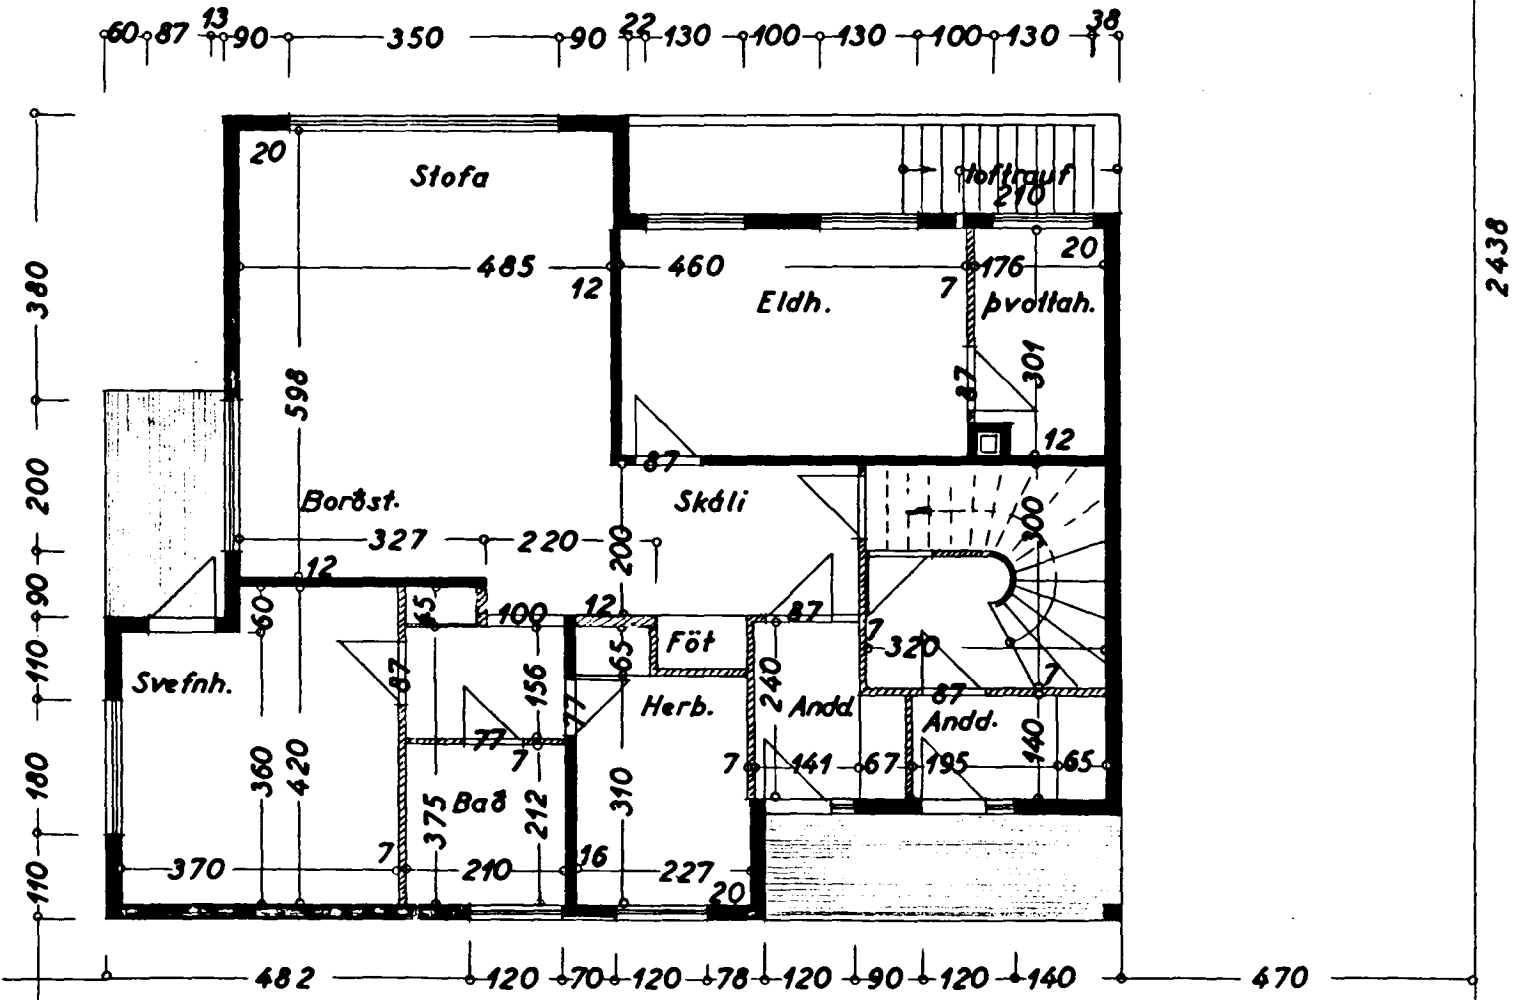 60 87 13 90 350 90 22 130 100 130 100 130 38
20
Stofa
loftrauf
210
380 485 12 460 7 176 20 2438
Eldh. Þvottah.
598 87 301
12
87
200 Borðst. Skáli
327 220 200 300
12
90 60 65 100 12 87 7
Föt 320
110 Svefnh. 87 156 65 240 7
77 Herb. Andd. 87
Andd.
77 7
180 360 420 7 141 67 195 140 65
375 Bað 212 310
7 16
110 370 210 227
20
482 120 70 120 78 120 90 120 140 470